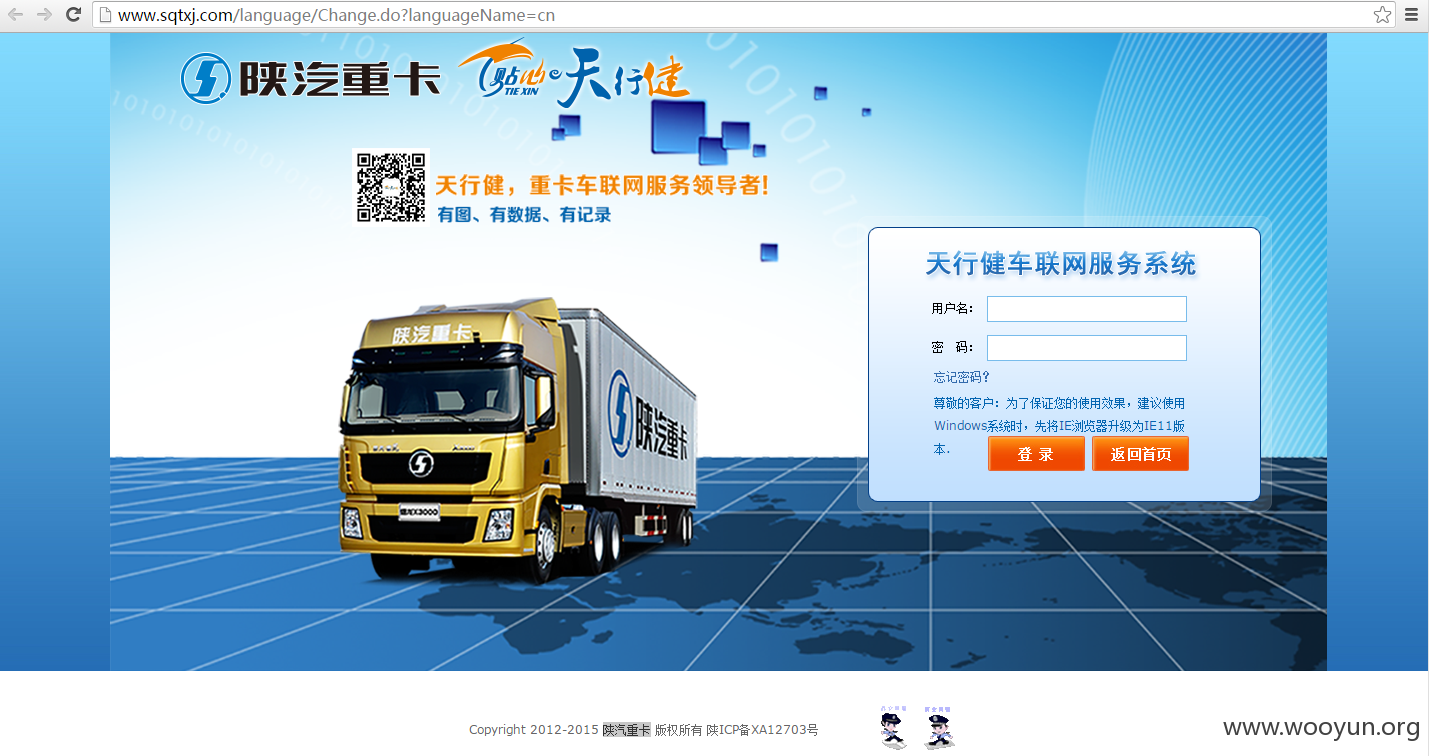 www.sqtxj.com/language/Change.do?languageName=cn
陕汽重卡 贴心 TIE XIN 天行健
天行健，重卡车联网服务领导者!
有图、有数据、有记录
天行健车联网服务系统
用户名：
密 码：
忘记密码?
尊敬的客户：为了保证您的使用效果，建议使用
Windows系统时，先将IE浏览器升级为IE11版
本.
登 录 返回首页
陕汽重卡
陕汽重卡
德龙X3000
Copyright 2012-2015 陕汽重卡 版权所有 陕ICP备XA12703号
www.wooyun.org